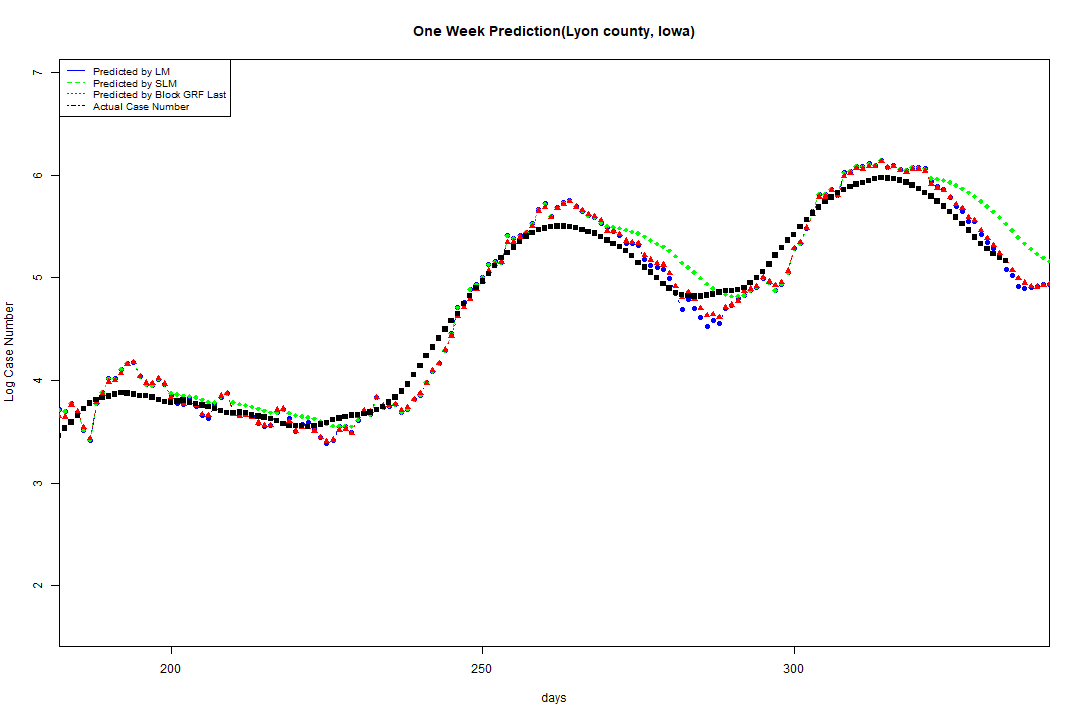 One Week Prediction(Lyon county, Iowa)
Predicted by LM
Predicted by SLM
Predicted by Block GRF Last
Actual Case Number
7
6
5
4
3
2
Log Case Number
200
250
300
days